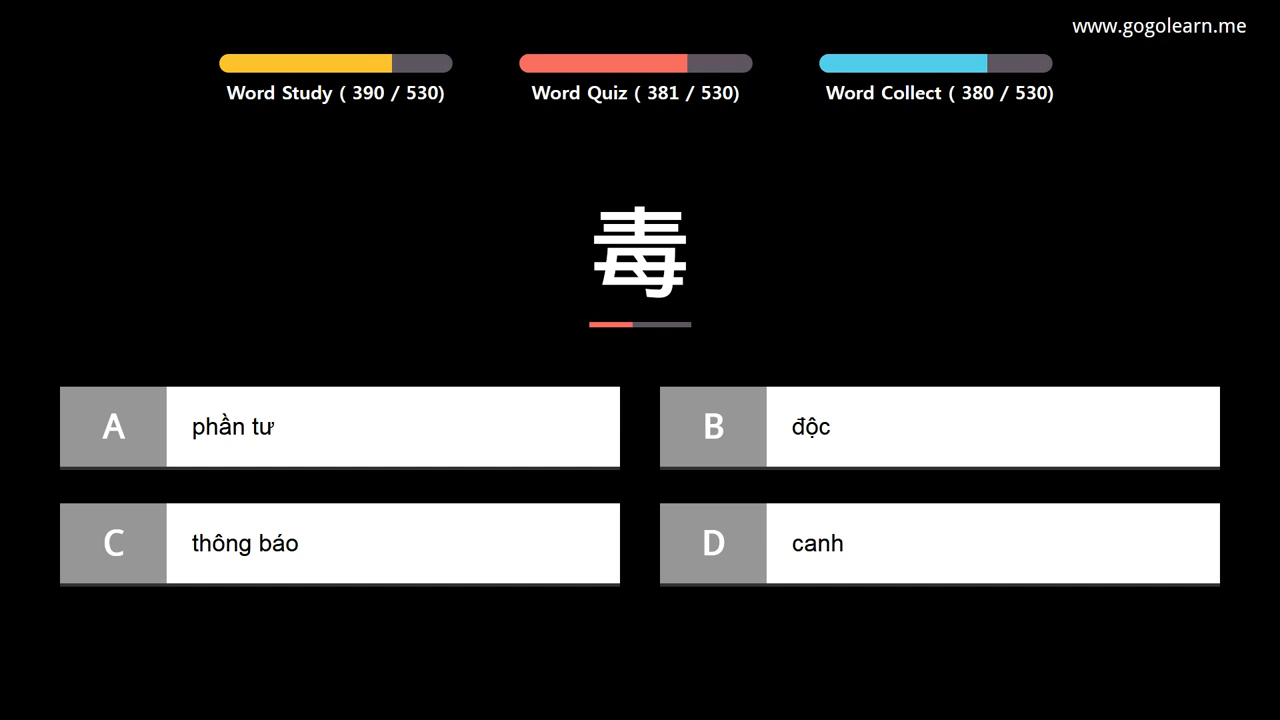 www.gogolearn.me
Word Study ( 390 / 530)
Word Quiz ( 381 / 530)
Word Collect ( 380 / 530)
毒
A phần tư
B độc
C thông báo
D canh